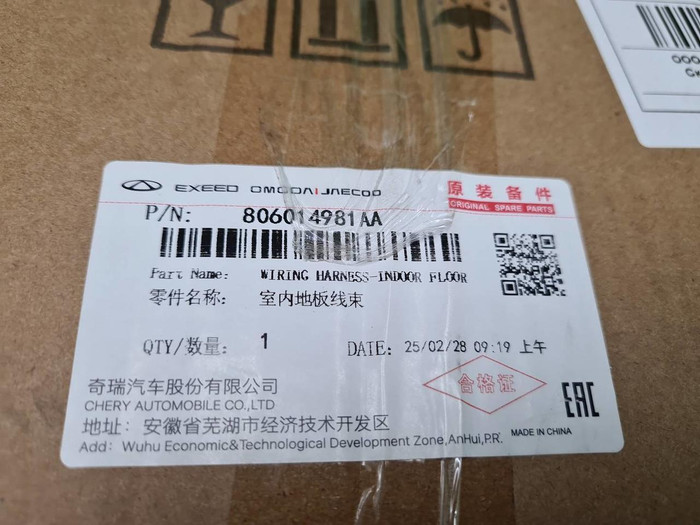 000
EXEED OMODA|JAECOO
原装备件
ORIGINAL SPARE PARTS
P/N: 806014981AA
Part Name: WIRING HARNESS-INDOOR FLOOR
零件名称: 室内地板线束
QTY/数量: 1
DATE: 25/02/28 09:19 上午
奇瑞汽车股份有限公司
CHERY AUTOMOBILE CO.,LTD
合格证
EAC
地址: 安徽省芜湖市经济技术开发区
MADE IN CHINA
Add: Wuhu Economic&Technological Development Zone,AnHui,P.R.